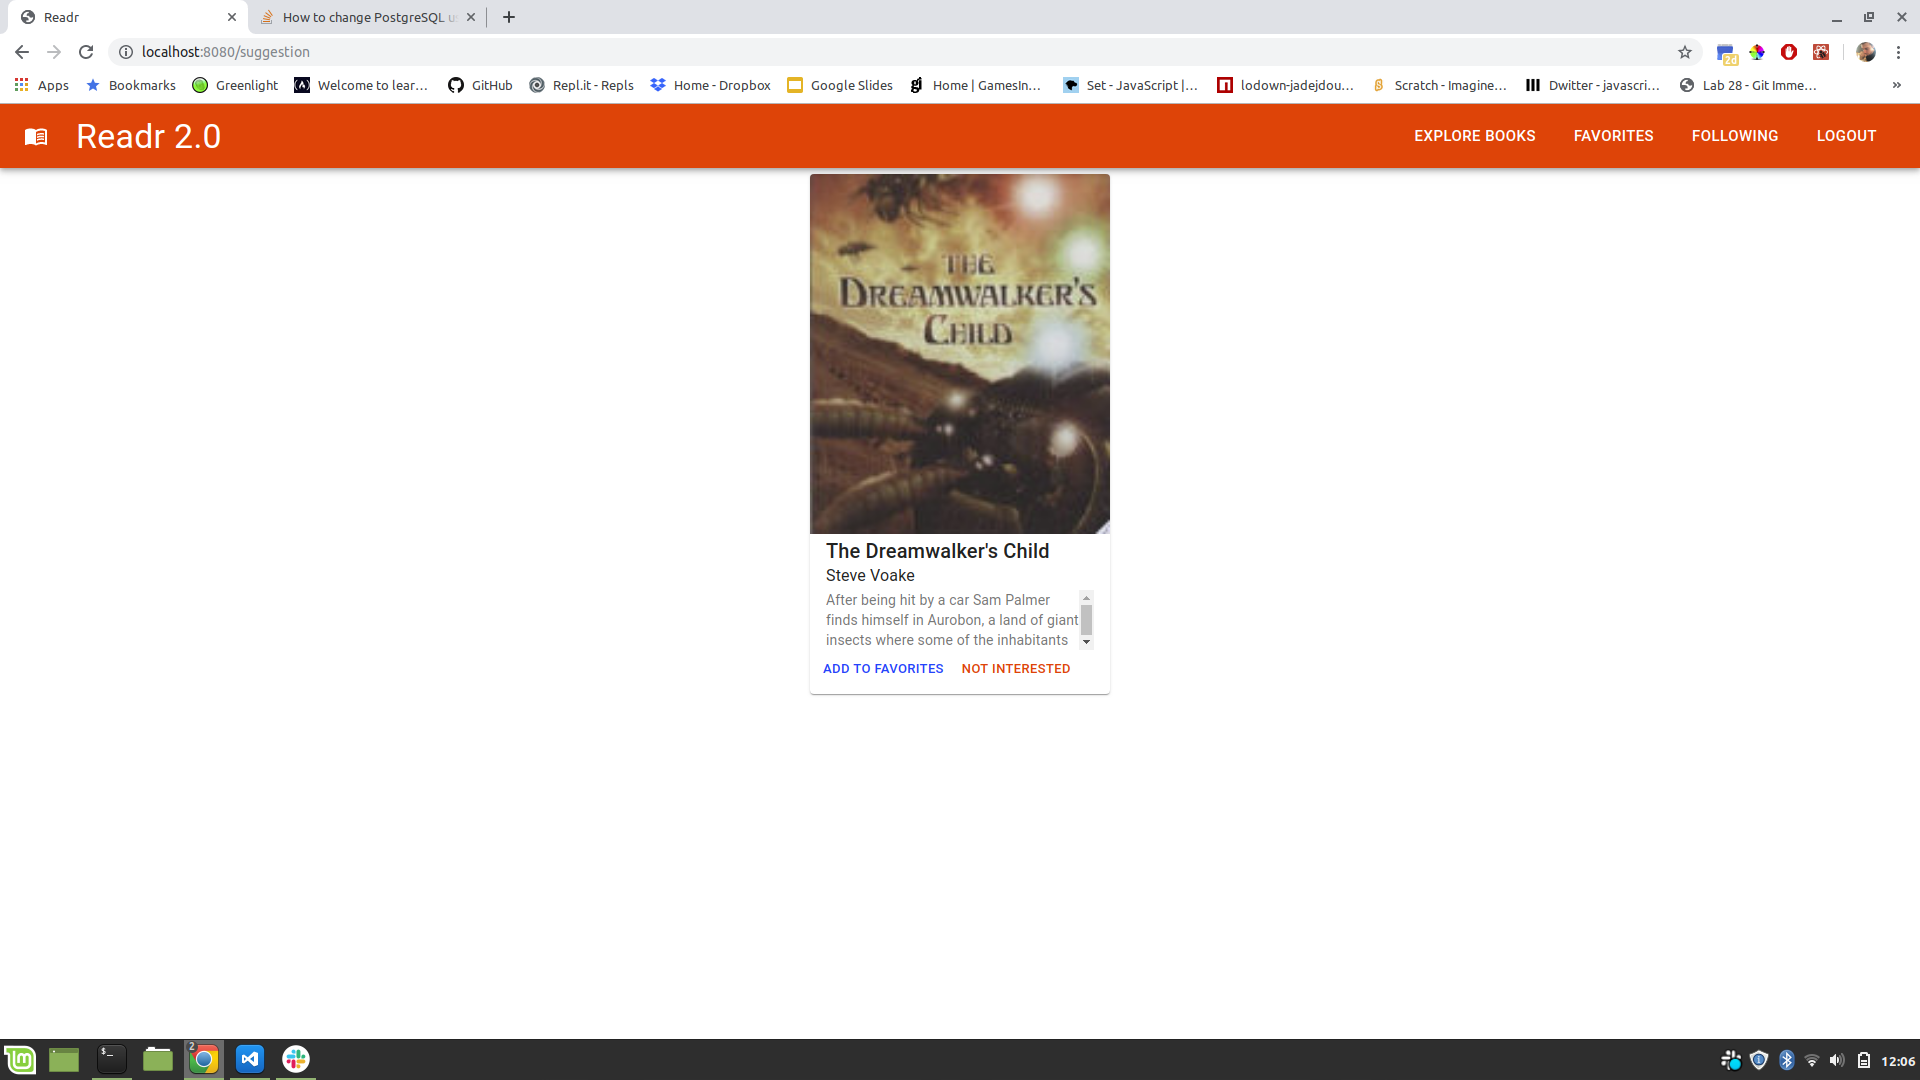 Readr
How to change PostgreSQL u
localhost:8080/suggestion
2d
Apps
Bookmarks
Greenlight
Welcome to lear...
GitHub
Repl.it - Repls
Home - Dropbox
Google Slides
Home | GamesIn...
Set - JavaScript |...
lodown-jadejdou...
Scratch - Imagine...
Dwitter - javascri...
Lab 28 - Git Imme...
»
Readr 2.0
EXPLORE BOOKS
FAVORITES
FOLLOWING
LOGOUT
THE
DREAMWALKER'S
CHILD
The Dreamwalker's Child
Steve Voake
After being hit by a car Sam Palmer
finds himself in Aurobon, a land of giant
insects where some of the inhabitants
ADD TO FAVORITES
NOT INTERESTED
2
12:06